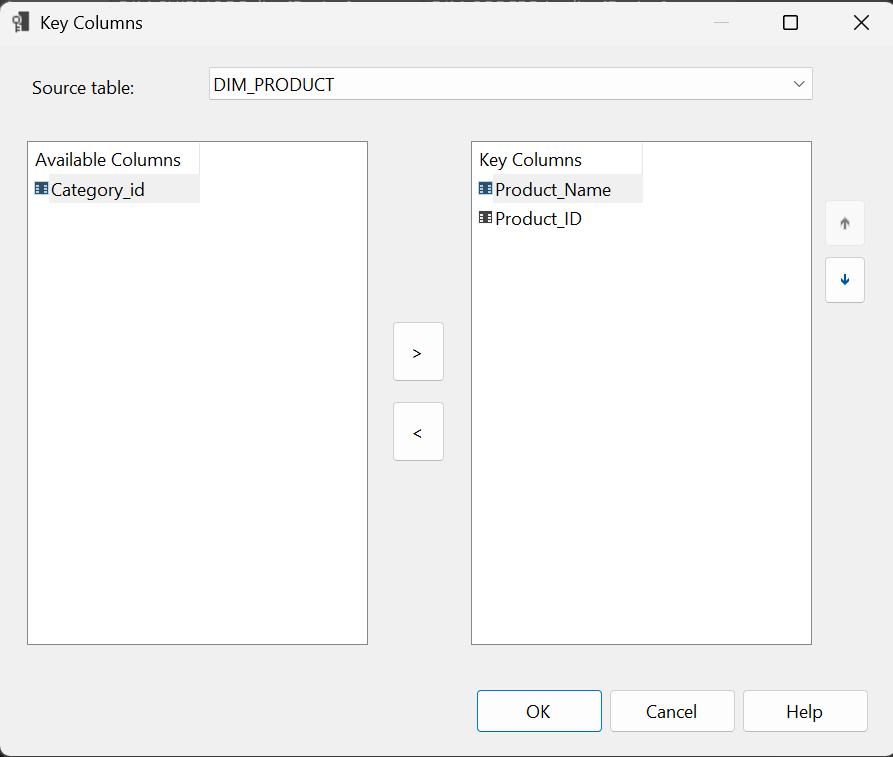 Key Columns
Source table:
DIM_PRODUCT
Available Columns
Category_id
Key Columns
Product_Name
Product_ID
>
<
OK
Cancel
Help